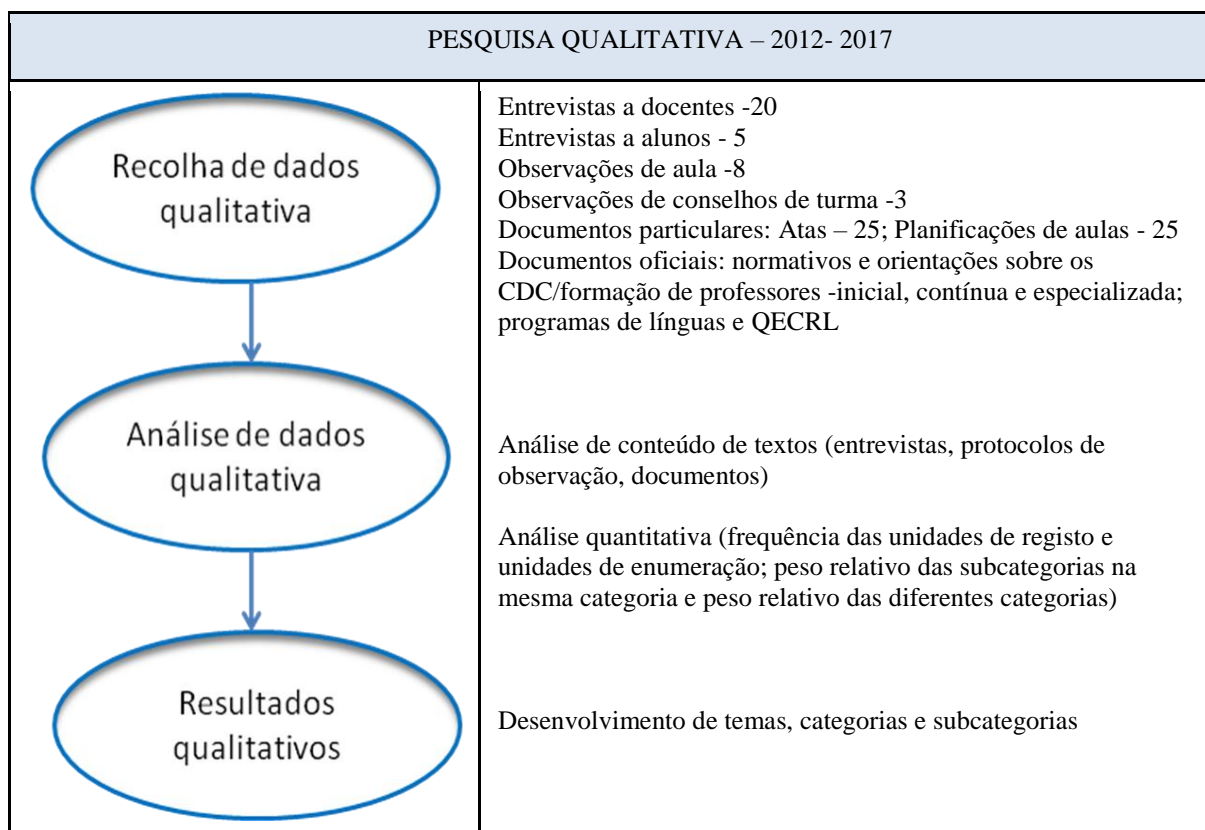 PESQUISA QUALITATIVA – 2012- 2017
Recolha de dados
qualitativa
Entrevistas a docentes -20
Entrevistas a alunos - 5
Observações de aula -8
Observações de conselhos de turma -3
Documentos particulares: Atas – 25; Planificações de aulas - 25
Documentos oficiais: normativos e orientações sobre os
CDC/formação de professores -inicial, contínua e especializada;
programas de línguas e QECRL
Análise de dados
qualitativa
Análise de conteúdo de textos (entrevistas, protocolos de
observação, documentos)
Análise quantitativa (frequência das unidades de registo e
unidades de enumeração; peso relativo das subcategorias na
mesma categoria e peso relativo das diferentes categorias)
Resultados
qualitativos
Desenvolvimento de temas, categorias e subcategorias